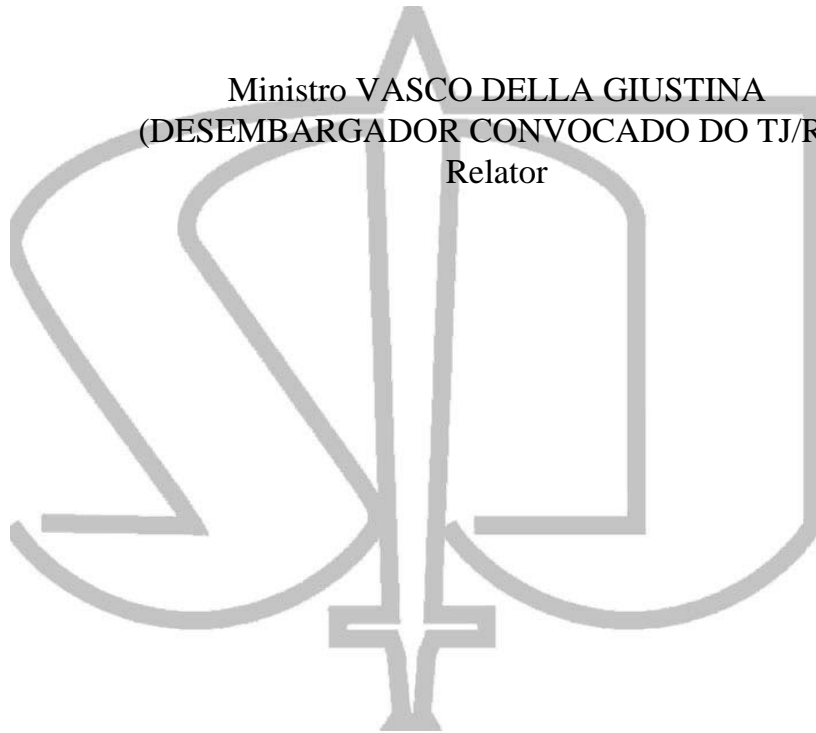 Ministro VASCO DELLA GIUSTINA
(DESEMBARGADOR CONVOCADO DO TJ/R
Relator